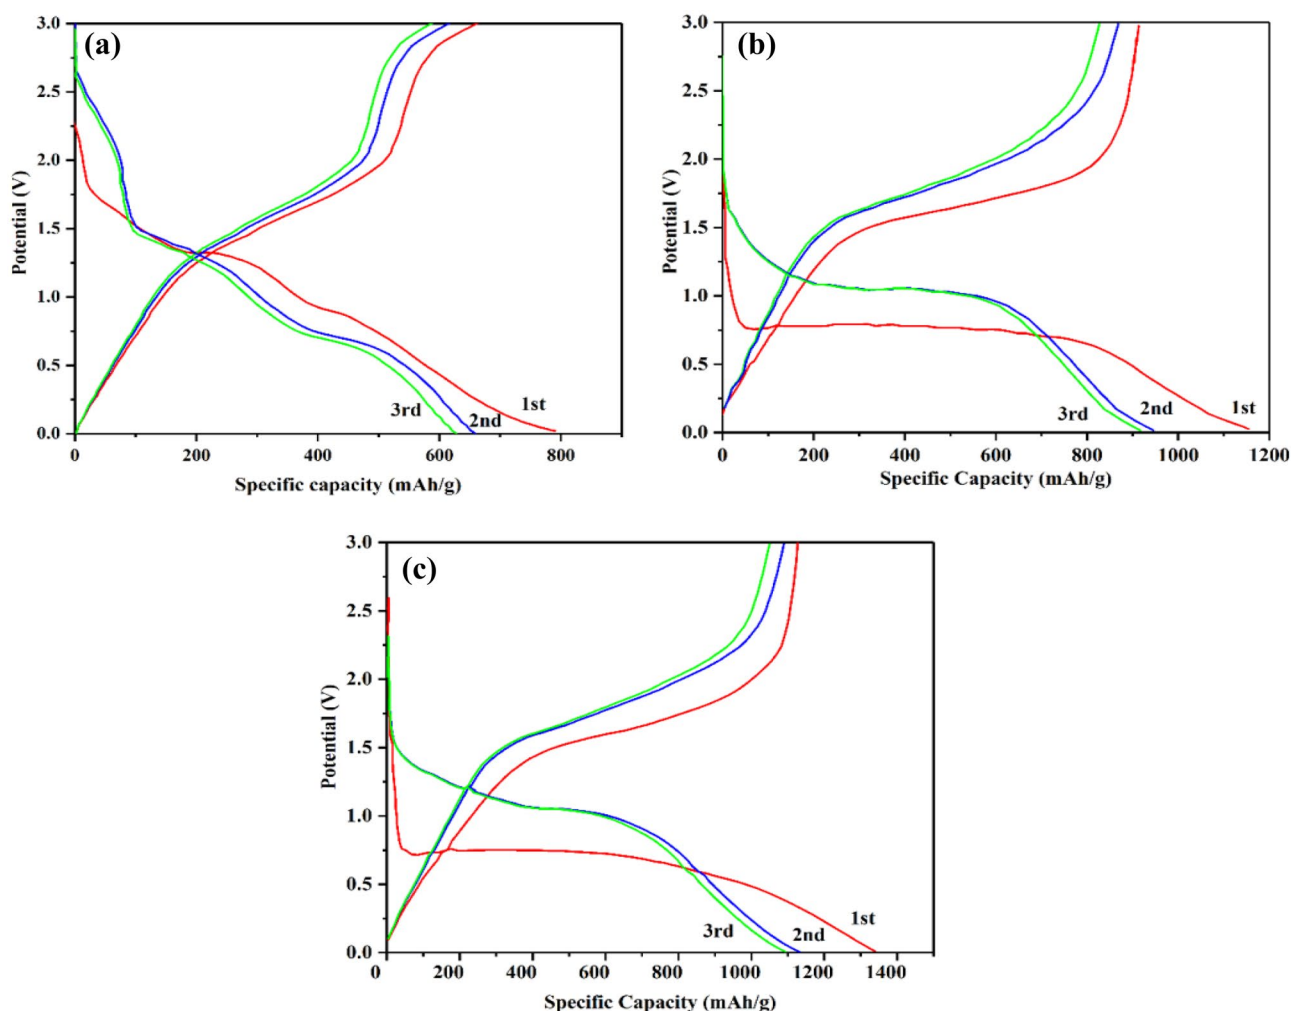 (a)
3.0
2.5
2.0
1.5
1.0
0.5
0.0
Potential (V)
3rd
2nd
1st
0 200 400 600 800
Specific capacity (mAh/g)
(b)
3.0
2.5
2.0
1.5
1.0
0.5
0.0
Potential (V)
3rd
2nd
1st
0 200 400 600 800 1000 1200
Specific Capacity (mAh/g)
(c)
3.0
2.5
2.0
1.5
1.0
0.5
0.0
Potential (V)
3rd
2nd
1st
0 200 400 600 800 1000 1200 1400
Specific Capacity (mAh/g)